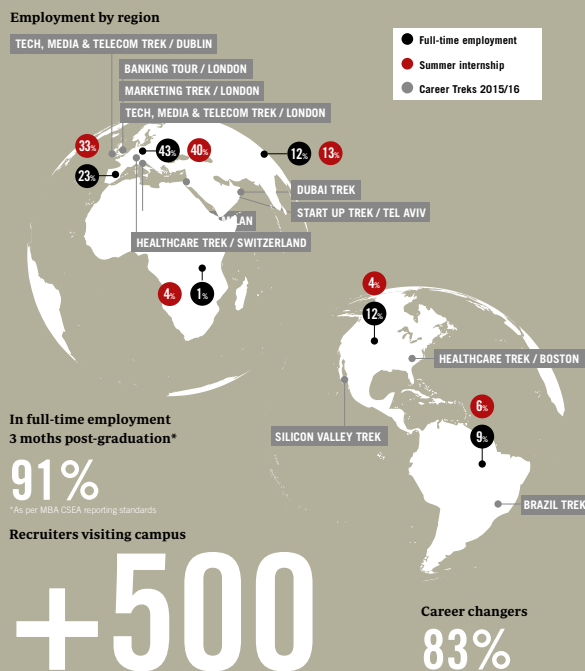 Employment by region
TECH, MEDIA & TELECOM TREK / DUBLIN
BANKING TOUR / LONDON
MARKETING TREK / LONDON
TECH, MEDIA & TELECOM TREK / LONDON
Full-time employment
Summer internship
Career Treks 2015/16
33%
43%
40%
12%
13%
23%
DUBAI TREK
START UP TREK / TEL AVIV
HEALTHCARE TREK / SWITZERLAND
4%
1%
4%
12%
HEALTHCARE TREK / BOSTON
6%
SILICON VALLEY TREK
9%
BRAZIL TREK
In full-time employment
3 moths post-graduation*
91%
*As per MBA CSEA reporting standards
Recruiters visiting campus
+500
Career changers
83%